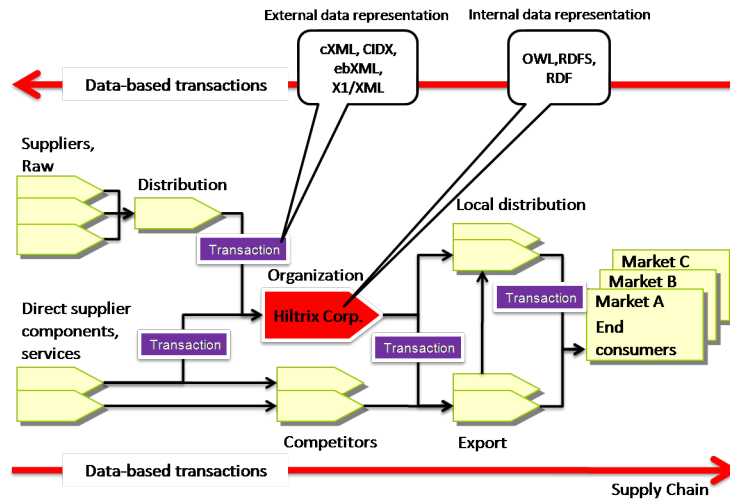 External data representation
Internal data representation
cXML, CIDX,
ebXML,
X1/XML
OWL,RDFS,
RDF
Data-based transactions
Suppliers,
Raw
Distribution
Local distribution
Transaction
Organization
Market C
Market B
Market A
End
consumers
Transaction
Hiltrix Corp.
Direct supplier
components,
services
Transaction
Transaction
Competitors
Export
Data-based transactions
Supply Chain